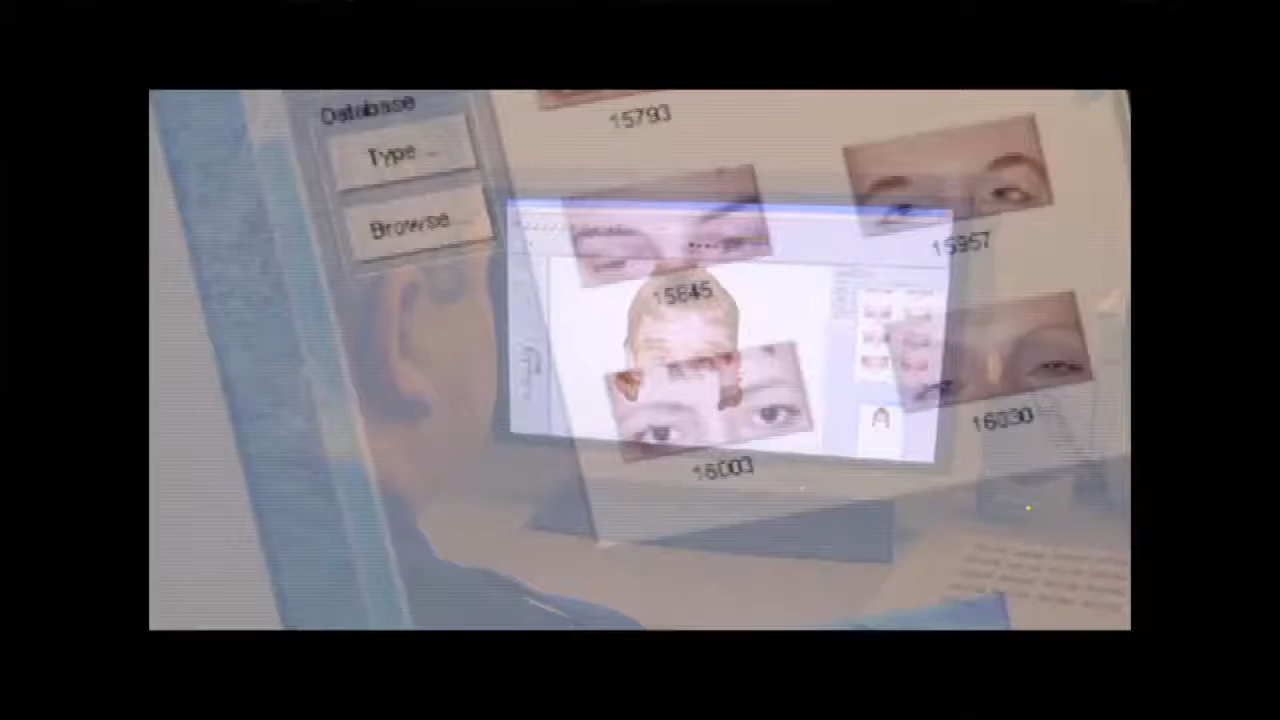 Database
Type ...
Browse...
15793
15957
15845
16030
16003